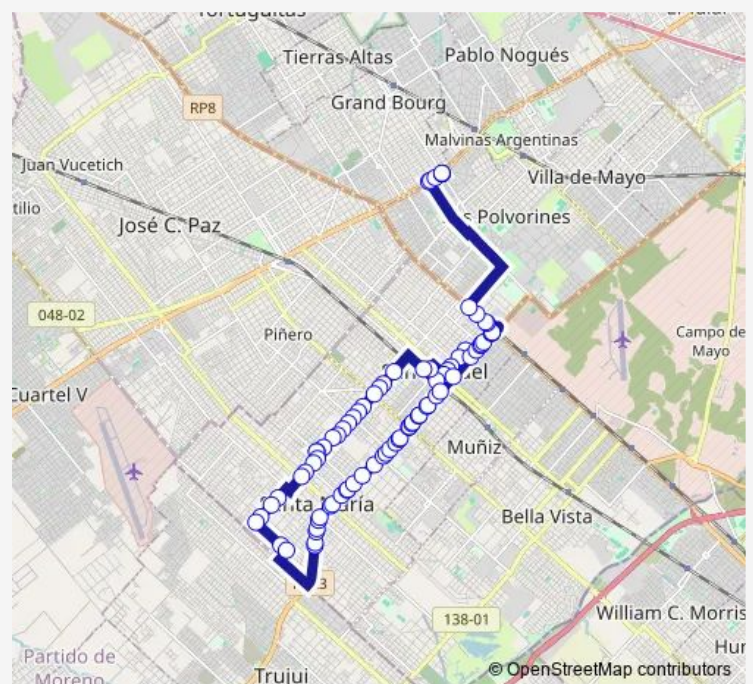 Tortuguitas
Tierras Altas
Pablo Nogués
Grand Bourg
RP8
Malvinas Argentinas
Juan Vucetich
Villa de Mayo
José C. Paz
Polvorines
048-02
Piñero
Campo de
Mayo
Cuartel V
Muñiz
María
Bella Vista
138-01
William C. Morris
Partido de
Moreno
Trujui
© OpenStreetMap contributors